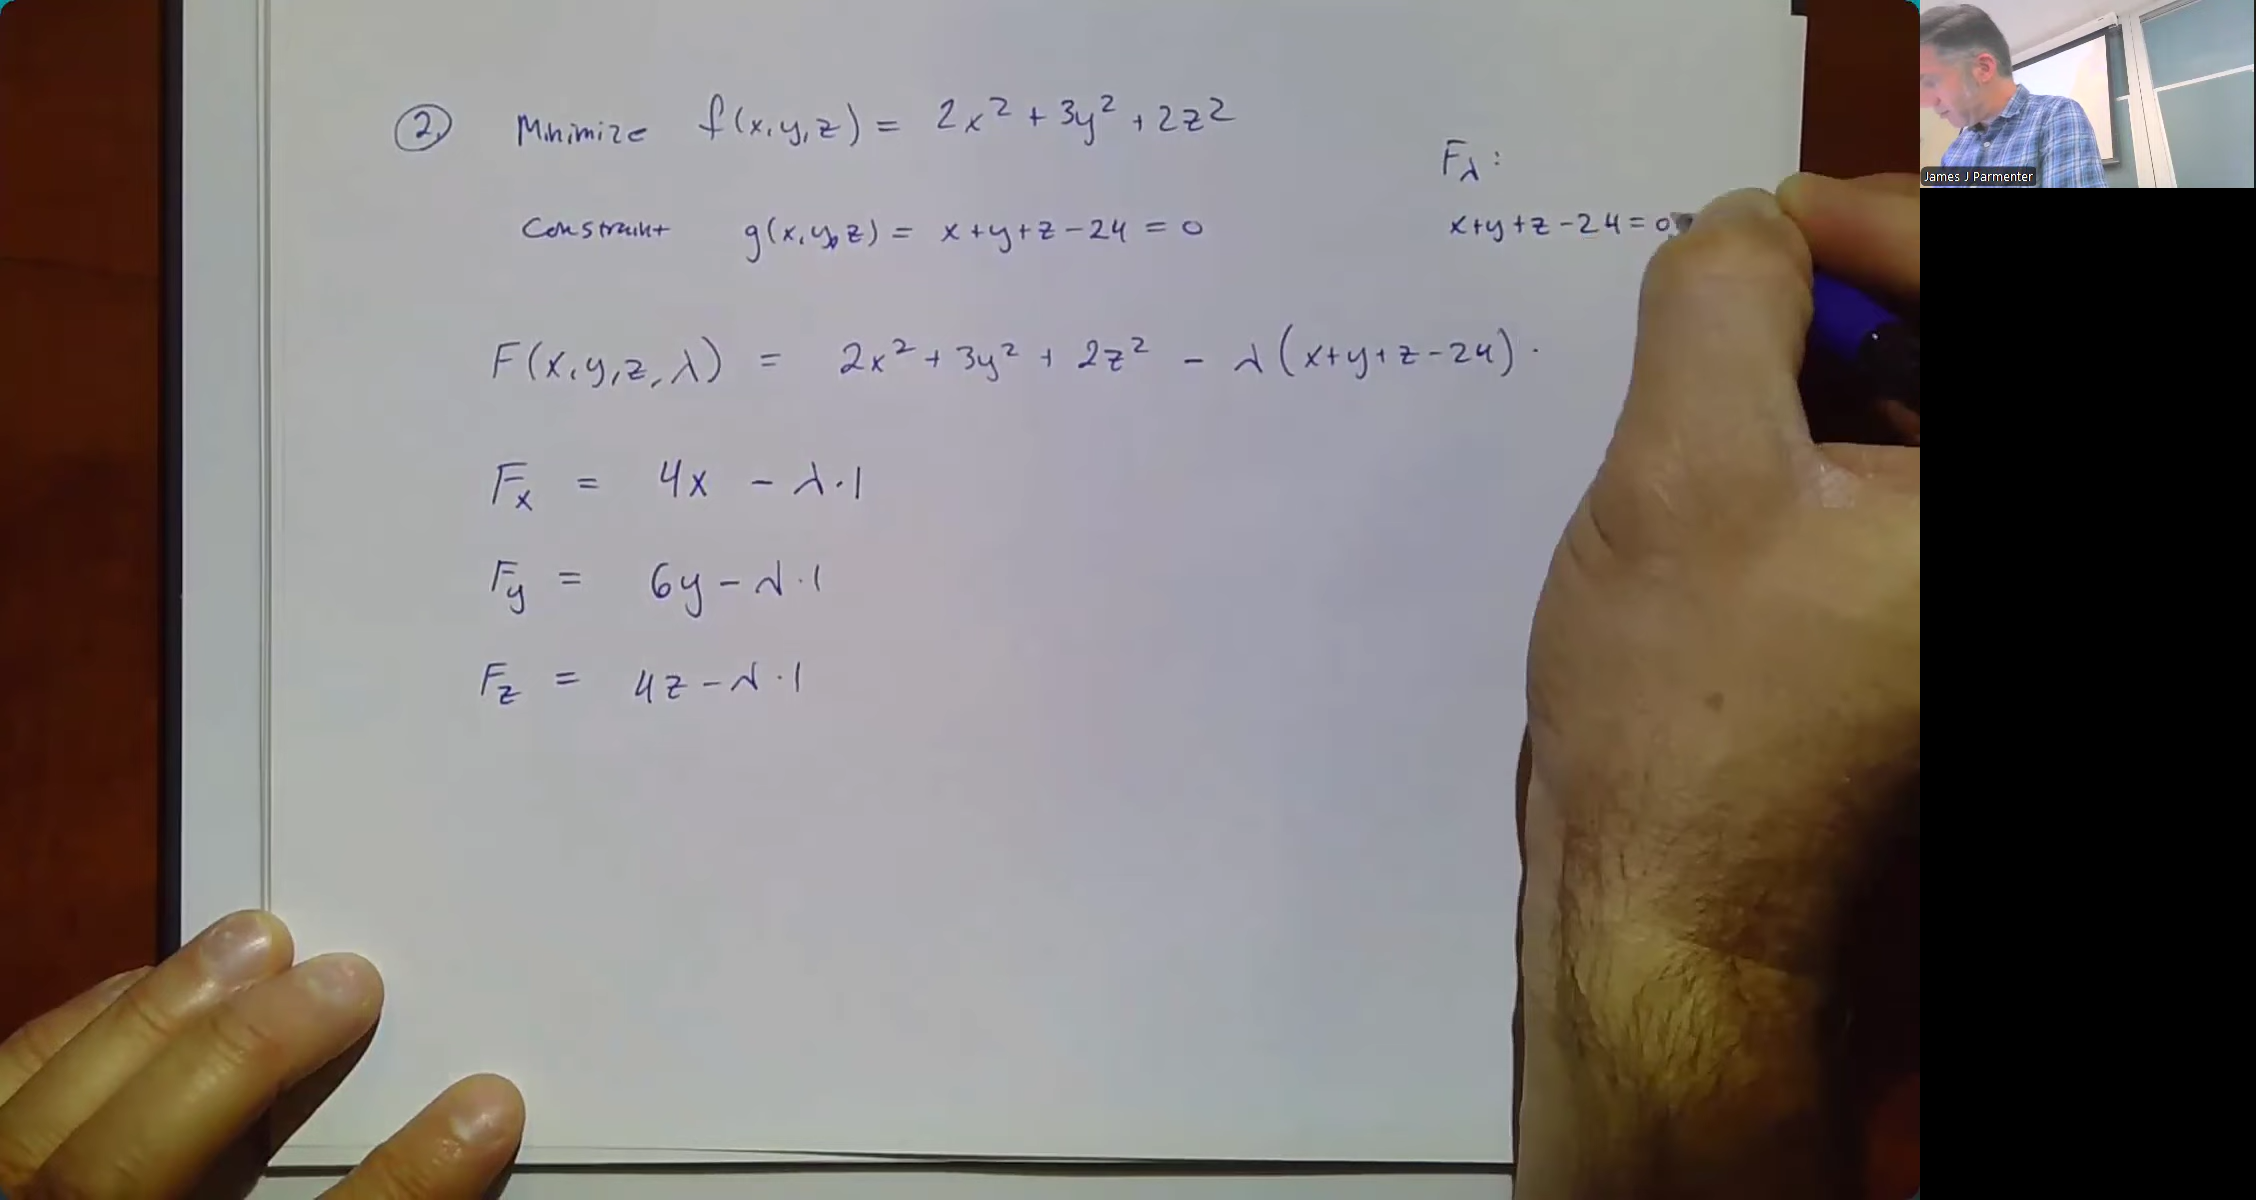 ② Minimize f(x,y,z) = 2x² + 3y² + 2z²
Constraint g(x,y,z) = x+y+z-24 = 0
F(x,y,z,λ) = 2x² + 3y² + 2z² - λ(x+y+z-24).
Fx = 4x - λ·1
Fy = 6y - λ·1
Fz = 4z - λ·1
Fλ:
x+y+z-24=0
James J Parmenter